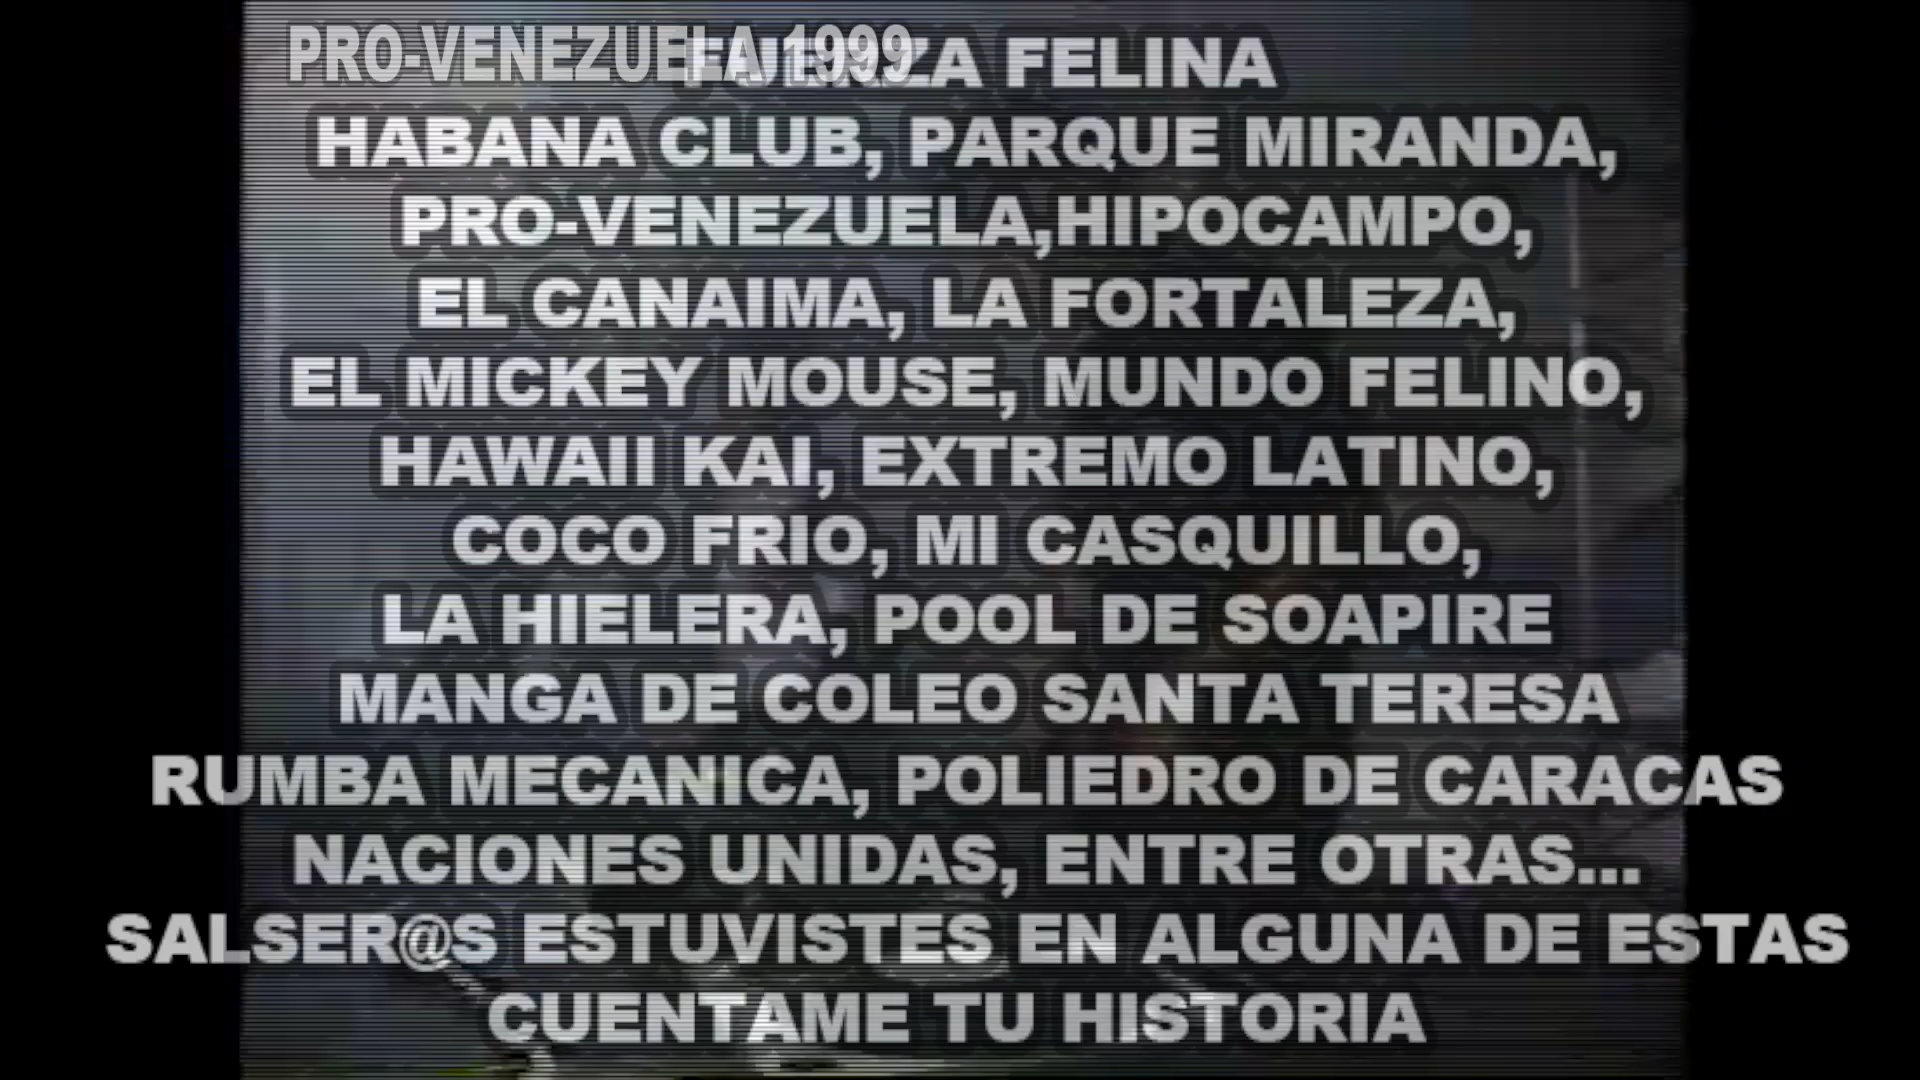 PRO-VENEZUELA 1999
FUERZA FELINA
HABANA CLUB, PARQUE MIRANDA,
PRO-VENEZUELA,HIPOCAMPO,
EL CANAIMA, LA FORTALEZA,
EL MICKEY MOUSE, MUNDO FELINO,
HAWAII KAI, EXTREMO LATINO,
COCO FRIO, MI CASQUILLO,
LA HIELERA, POOL DE SOAPIRE
MANGA DE COLEO SANTA TERESA
RUMBA MECANICA, POLIEDRO DE CARACAS
NACIONES UNIDAS, ENTRE OTRAS...
SALSER@S ESTUVISTES EN ALGUNA DE ESTAS
CUENTAME TU HISTORIA